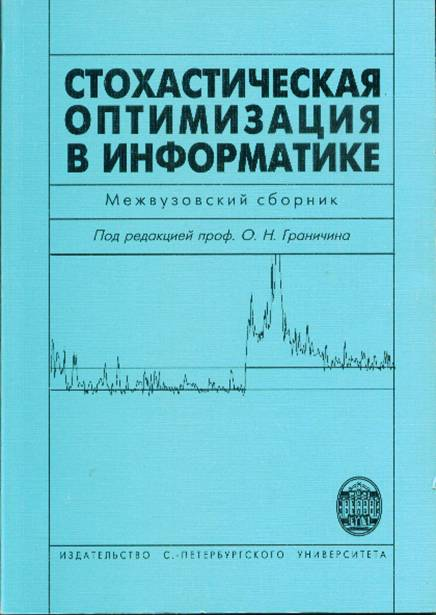 СТОХАСТИЧЕСКАЯ
ОПТИМИЗАЦИЯ
В ИНФОРМАТИКЕ
Межвузовский сборник
Под редакцией проф. О. Н. Граничина
ИЗДАТЕЛЬСТВО С.-ПЕТЕРБУРГСКОГО УНИВЕРСИТЕТА